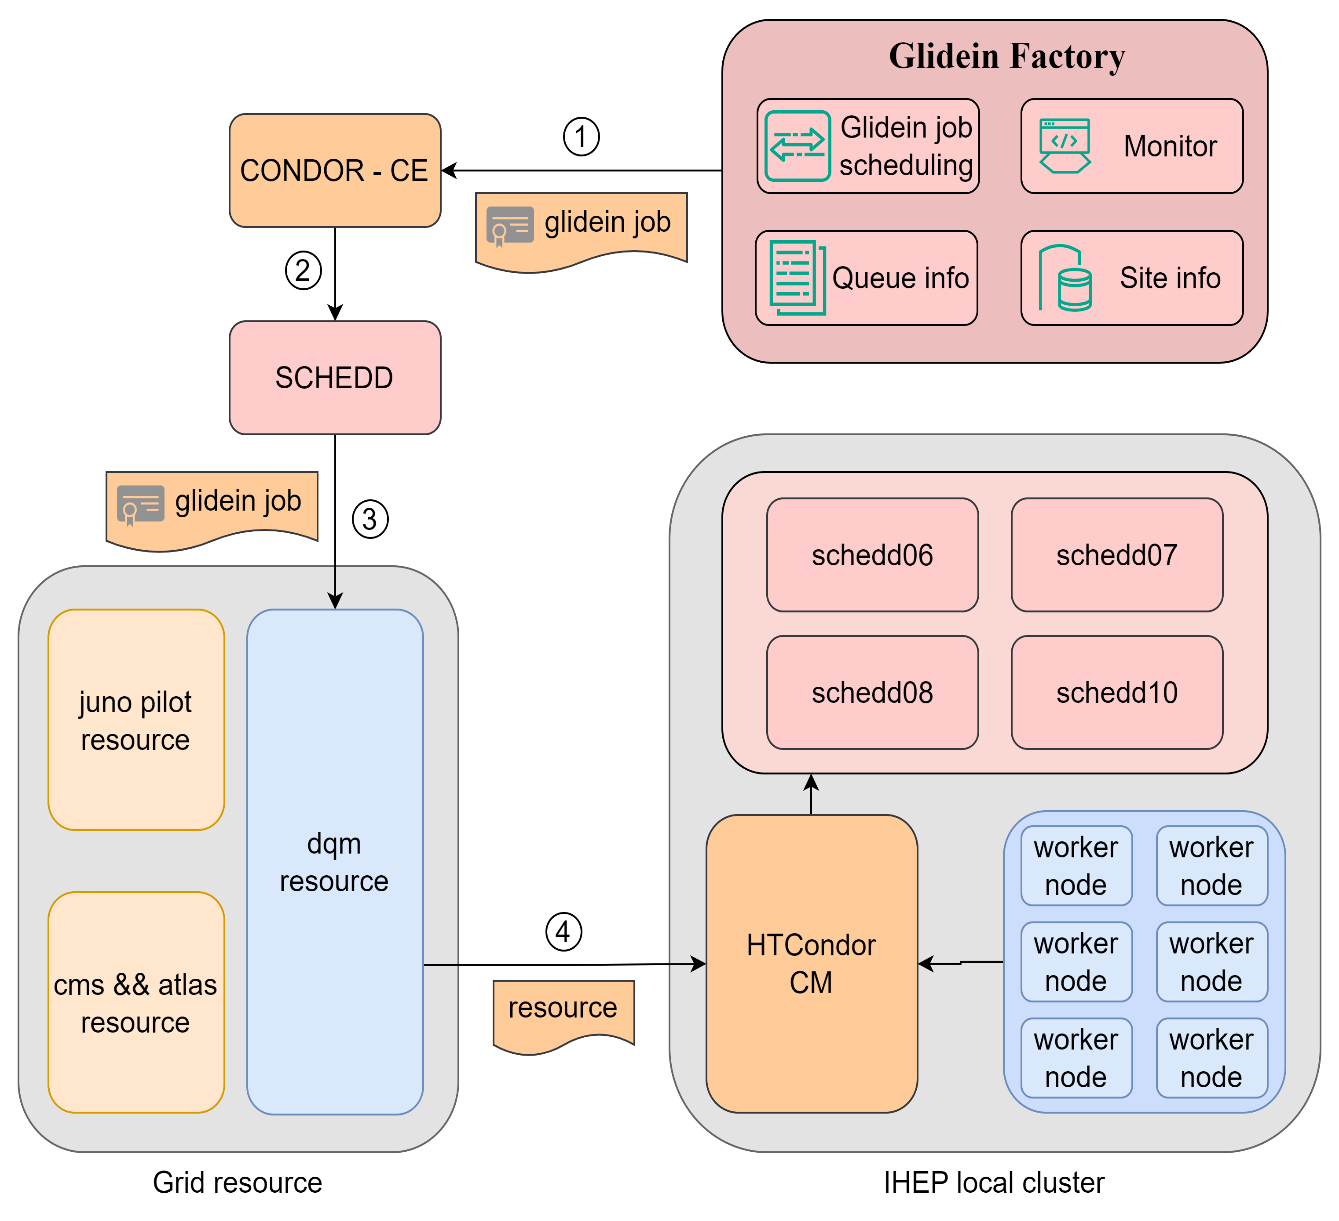 Glidein Factory
Glidein job
scheduling
Monitor
Queue info
Site info
1
CONDOR - CE
glidein job
2
SCHEDD
glidein job
3
juno pilot
resource
cms && atlas
resource
dqm
resource
Grid resource
4
resource
schedd06
schedd07
schedd08
schedd10
HTCondor
CM
worker
node
worker
node
worker
node
worker
node
worker
node
worker
node
IHEP local cluster